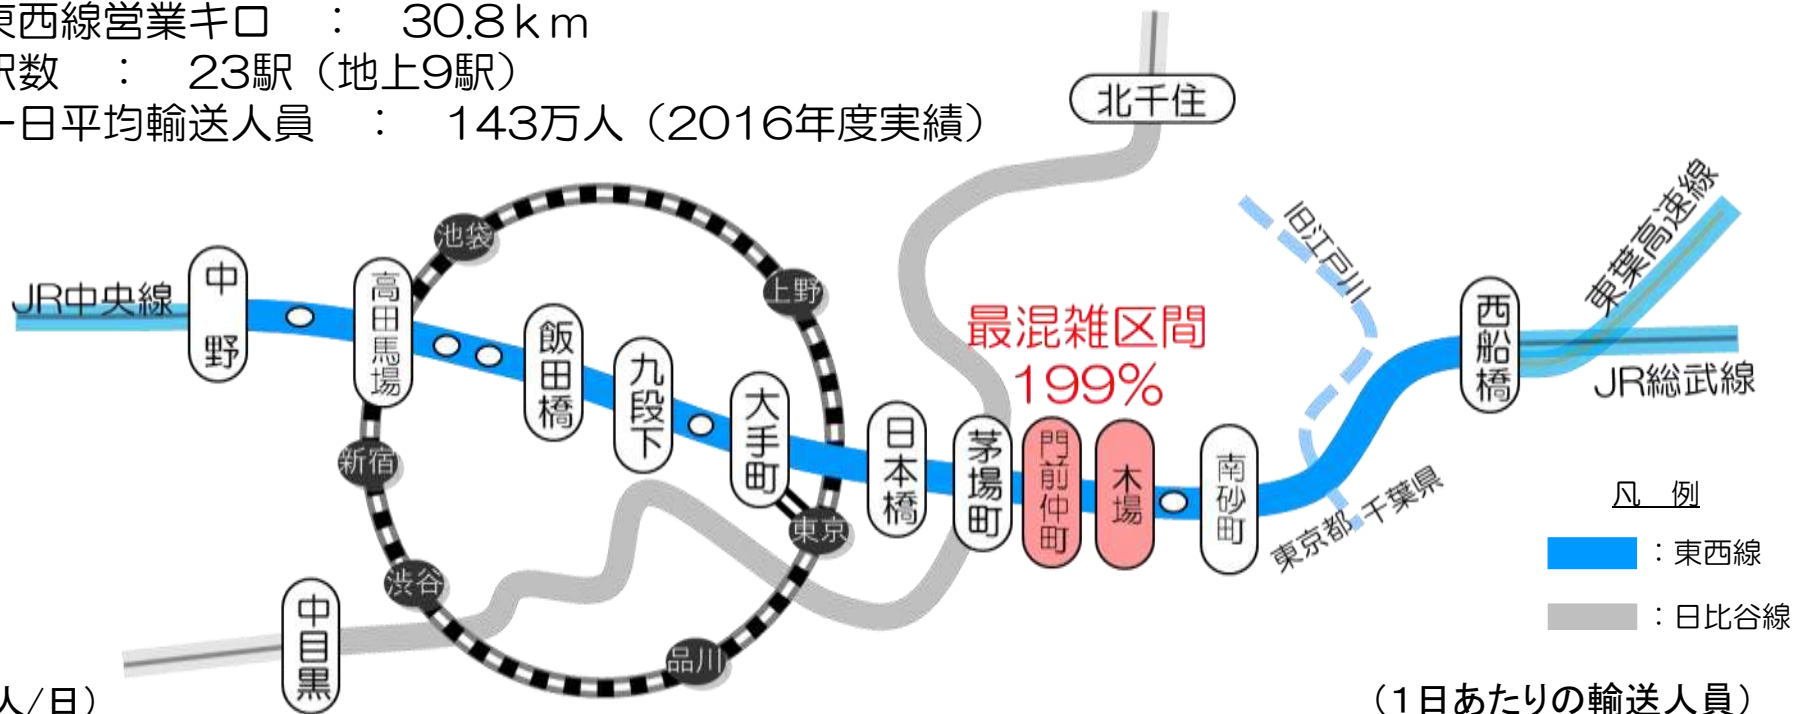 東西線営業キロ ： 30.8ｋｍ
駅数 ： 23駅（地上9駅）
一日平均輸送人員 ： 143万人（2016年度実績）
北千住
旧江戸川
東葉高速線
池袋
上野
JR中央線
中野
高田馬場
飯田橋
九段下
大手町
日本橋
茅場町
最混雑区間
199%
門前仲町
木場
南砂町
西船橋
JR総武線
新宿
東京
渋谷
品川
中目黒
東京都
千葉県
凡 例
：東西線
：日比谷線
人/日）
（1日あたりの輸送人員）